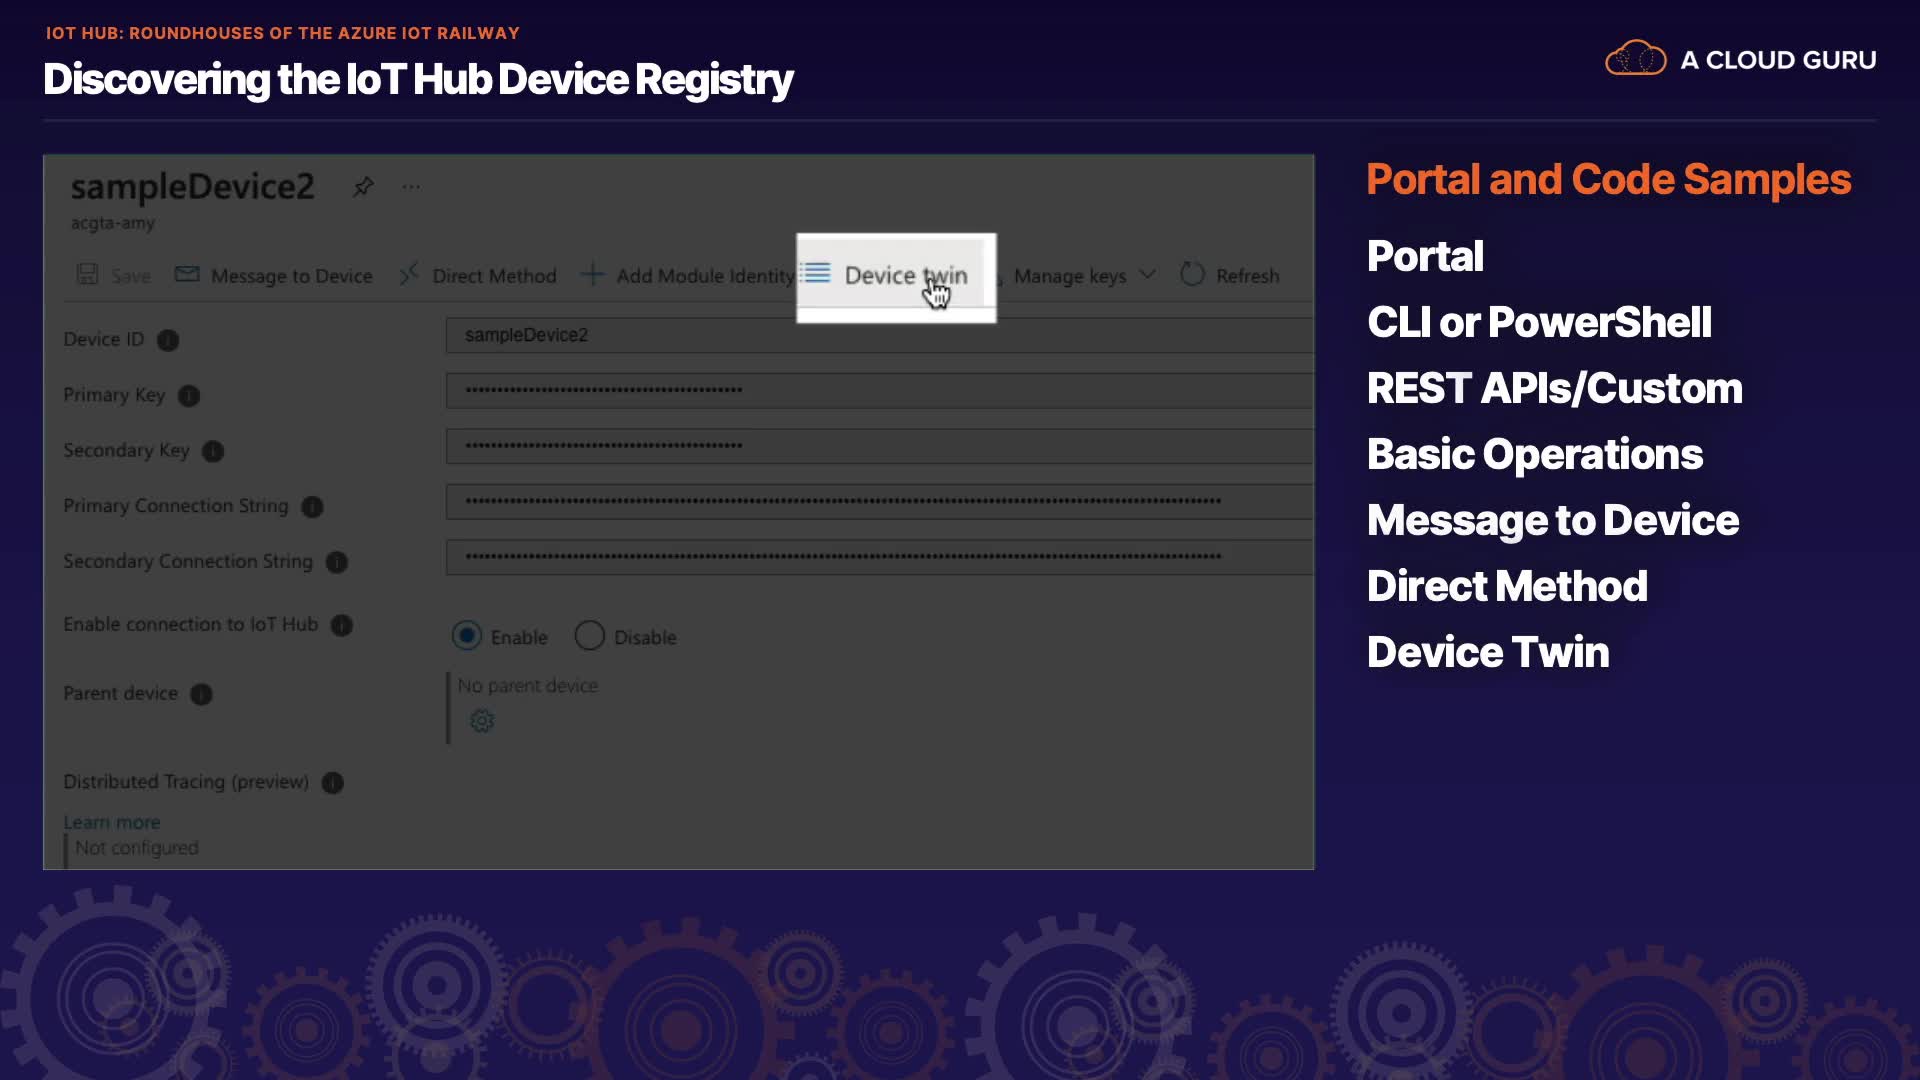 IOT HUB: ROUNDHOUSES OF THE AZURE IOT RAILWAY
Discovering the IoT Hub Device Registry
A CLOUD GURU
sampleDevice2
acgta-amy
Save Message to Device Direct Method Add Module Identity Device twin Manage keys Refresh
Device ID sampleDevice2
Primary Key
Secondary Key
Primary Connection String
Secondary Connection String
Enable connection to IoT Hub Enable Disable
Parent device No parent device
Distributed Tracing (preview)
Learn more
Not configured
Portal and Code Samples
Portal
CLI or PowerShell
REST APIs/Custom
Basic Operations
Message to Device
Direct Method
Device Twin